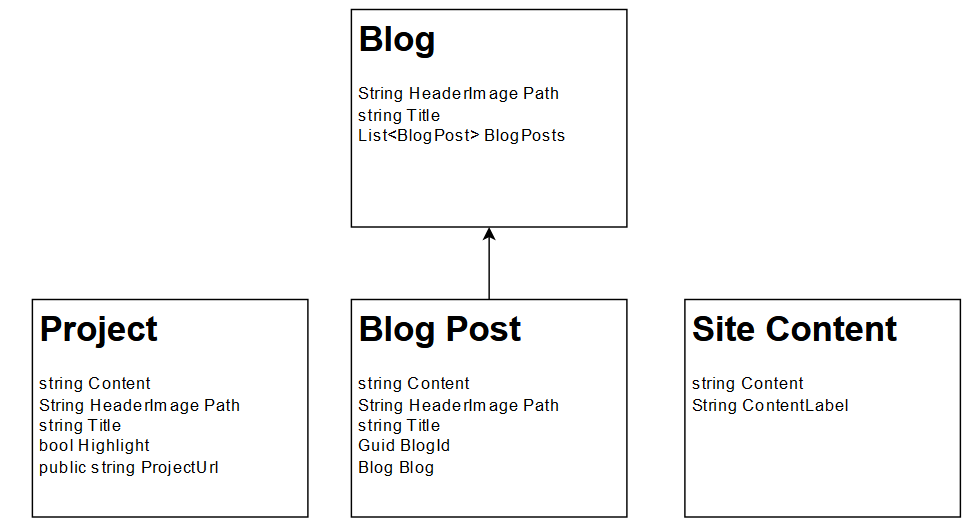 Blog
String HeaderImage Path
string Title
List<BlogPost> BlogPosts
Project
string Content
String HeaderImage Path
string Title
bool Highlight
public string ProjectUrl
Blog Post
string Content
String HeaderImage Path
string Title
Guid BlogId
Blog Blog
Site Content
string Content
String ContentLabel